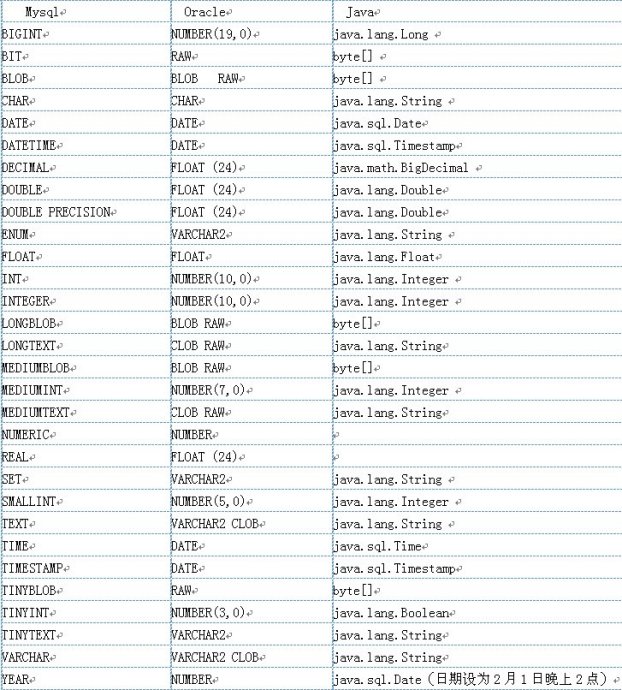 Mysql Oracle Java
BIGINT NUMBER(19,0) java.lang.Long
BIT RAW byte[]
BLOB BLOB RAW byte[]
CHAR CHAR java.lang.String
DATE DATE java.sql.Date
DATETIME DATE java.sql.Timestamp
DECIMAL FLOAT (24) java.math.BigDecimal
DOUBLE FLOAT (24) java.lang.Double
DOUBLE PRECISION FLOAT (24) java.lang.Double
ENUM VARCHAR2 java.lang.String
FLOAT FLOAT java.lang.Float
INT NUMBER(10,0) java.lang.Integer
INTEGER NUMBER(10,0) java.lang.Integer
LONGBLOB BLOB RAW byte[]
LONGTEXT CLOB RAW java.lang.String
MEDIUMBLOB BLOB RAW byte[]
MEDIUMINT NUMBER(7,0) java.lang.Integer
MEDIUMTEXT CLOB RAW java.lang.String
NUMERIC NUMBER
REAL FLOAT (24)
SET VARCHAR2 java.lang.String
SMALLINT NUMBER(5,0) java.lang.Integer
TEXT VARCHAR2 CLOB java.lang.String
TIME DATE java.sql.Time
TIMESTAMP DATE java.sql.Timestamp
TINYBLOB RAW byte[]
TINYINT NUMBER(3,0) java.lang.Boolean
TINYTEXT VARCHAR2 java.lang.String
VARCHAR VARCHAR2 CLOB java.lang.String
YEAR NUMBER java.sql.Date（日期设为2月1日晚上2点）